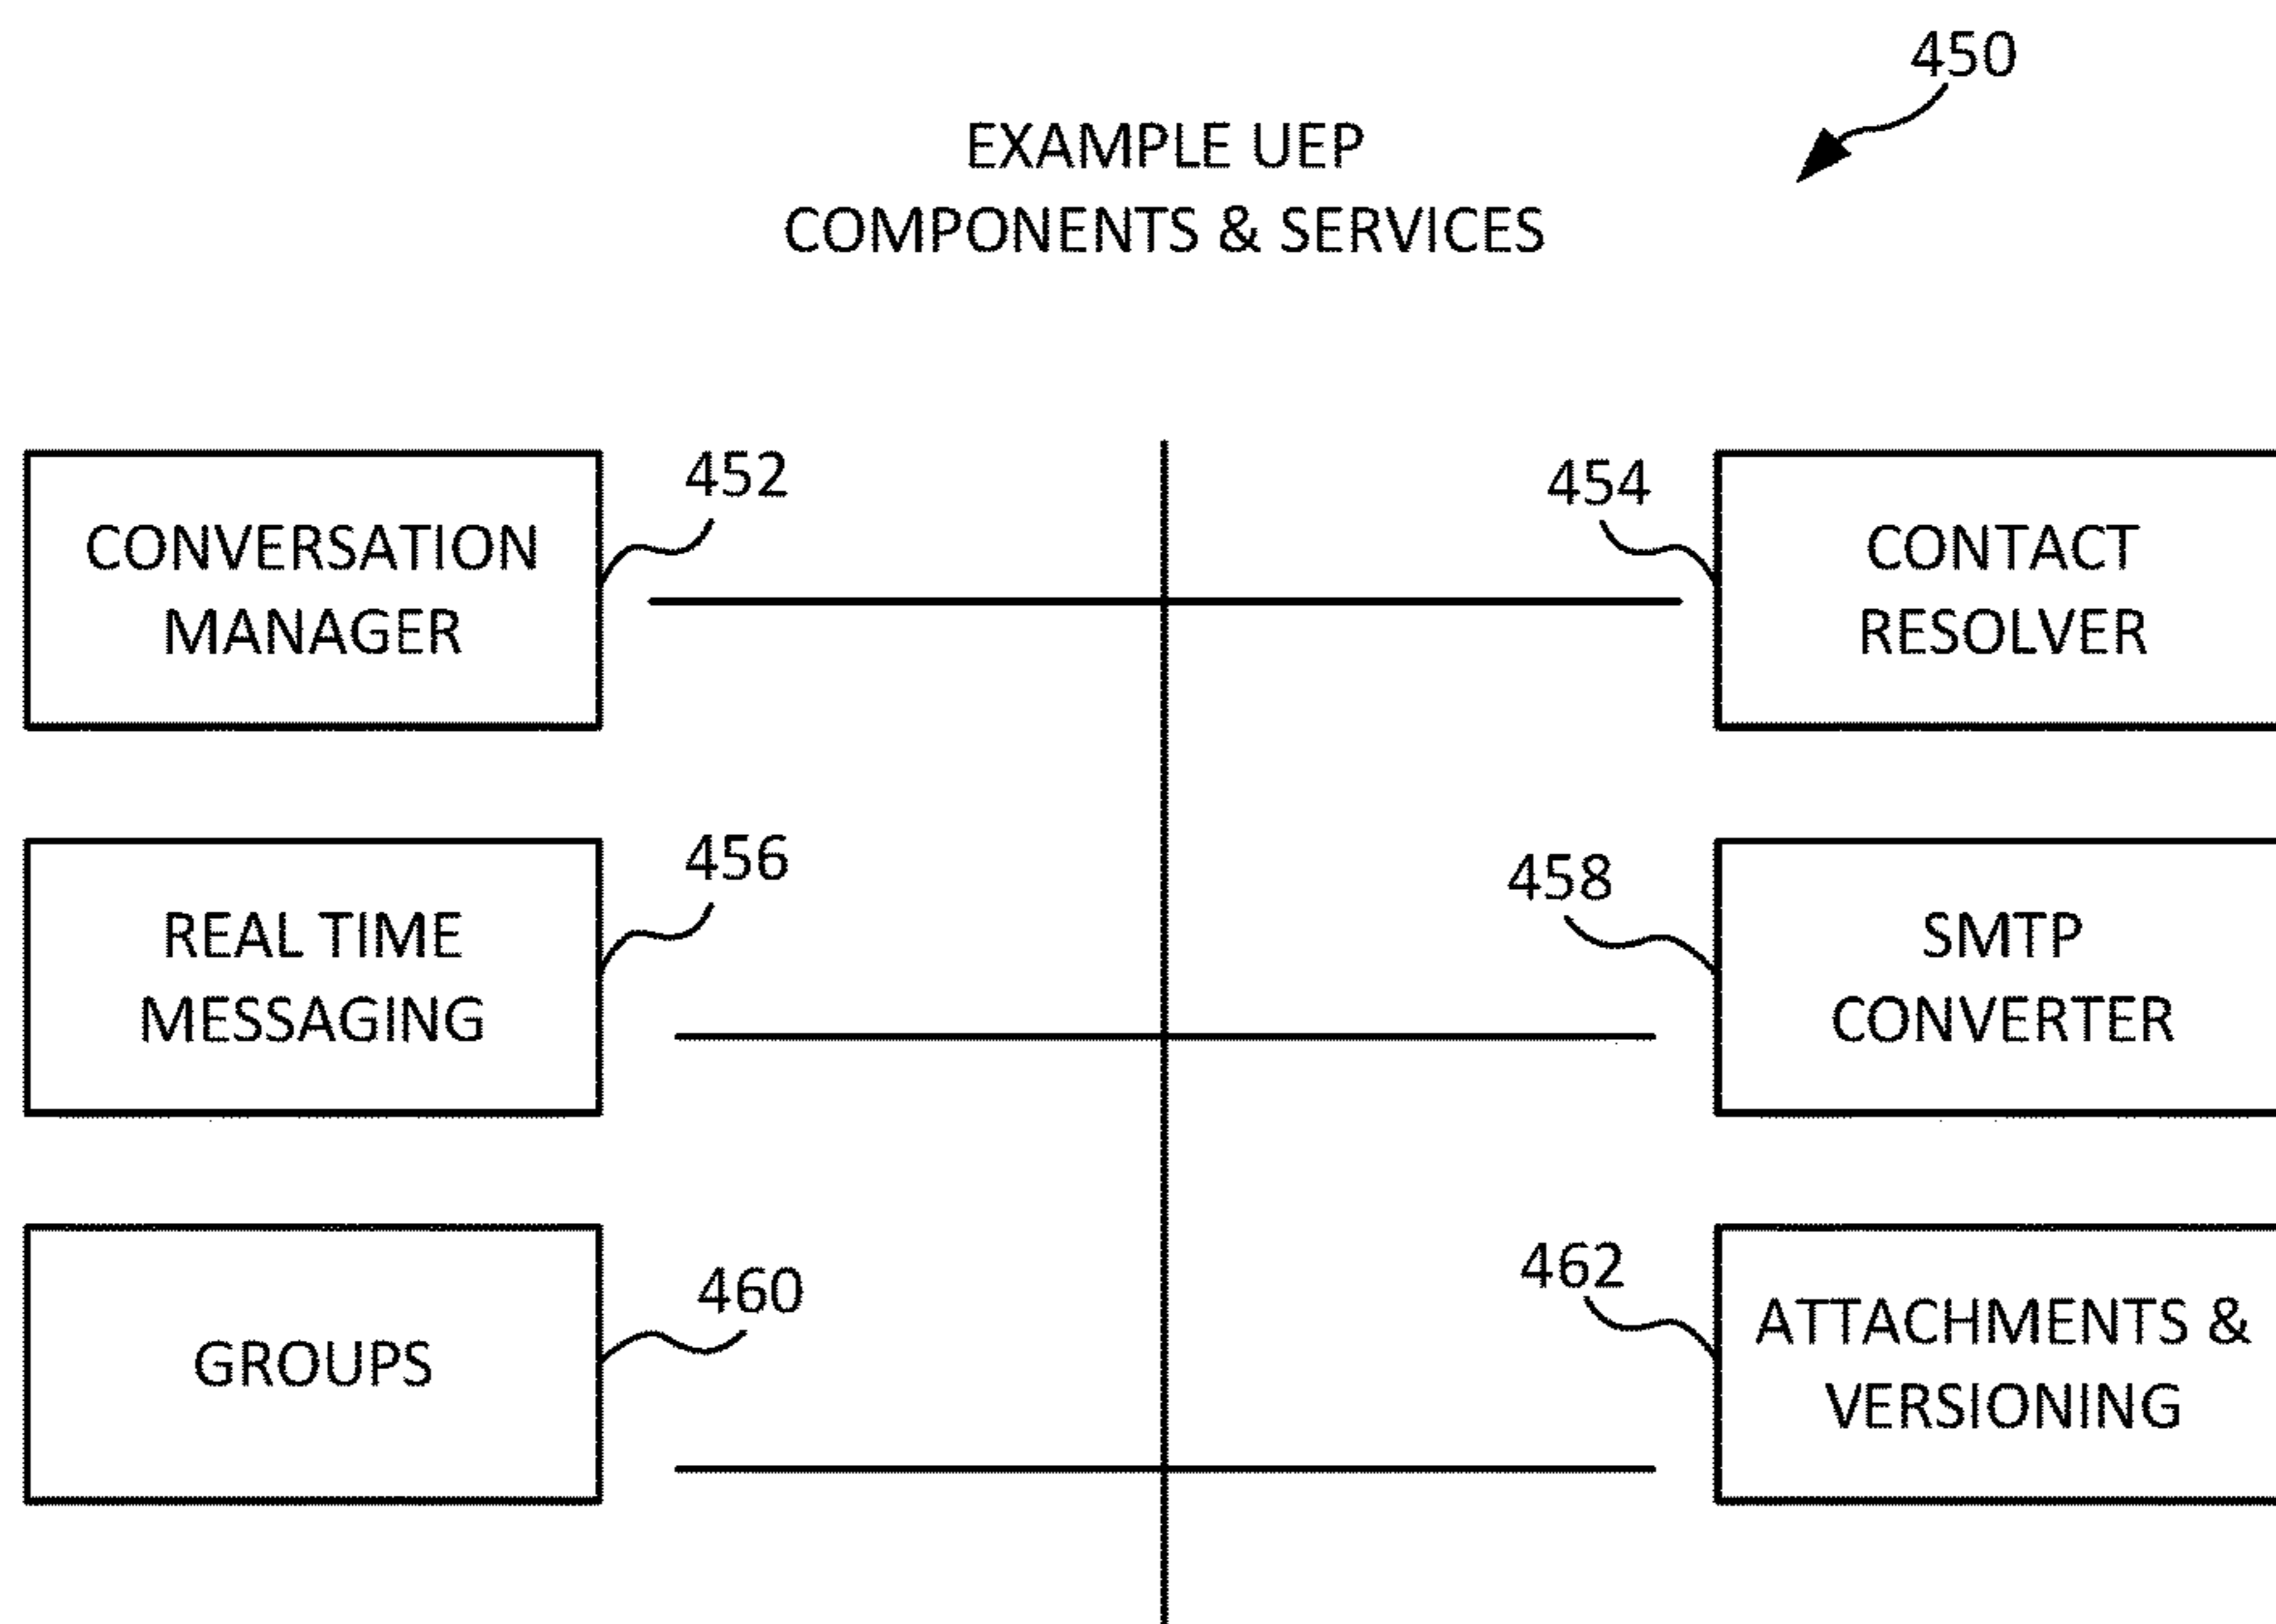 450
EXAMPLE UEP
COMPONENTS & SERVICES
452
CONVERSATION
MANAGER
454
CONTACT
RESOLVER
456
REAL TIME
MESSAGING
458
SMTP
CONVERTER
460
GROUPS
462
ATTACHMENTS &
VERSIONING